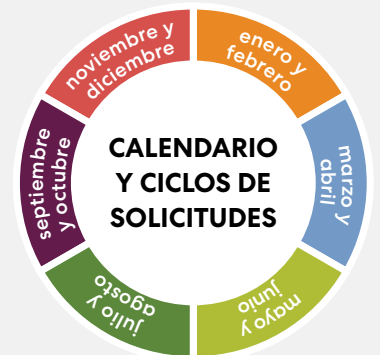 CALENDARIO
Y CICLOS DE
SOLICITUDES
enero y
febrero
marzo y
abril
mayo y
junio
julio y
agosto
septiembre
y octubre
noviembre y
diciembre